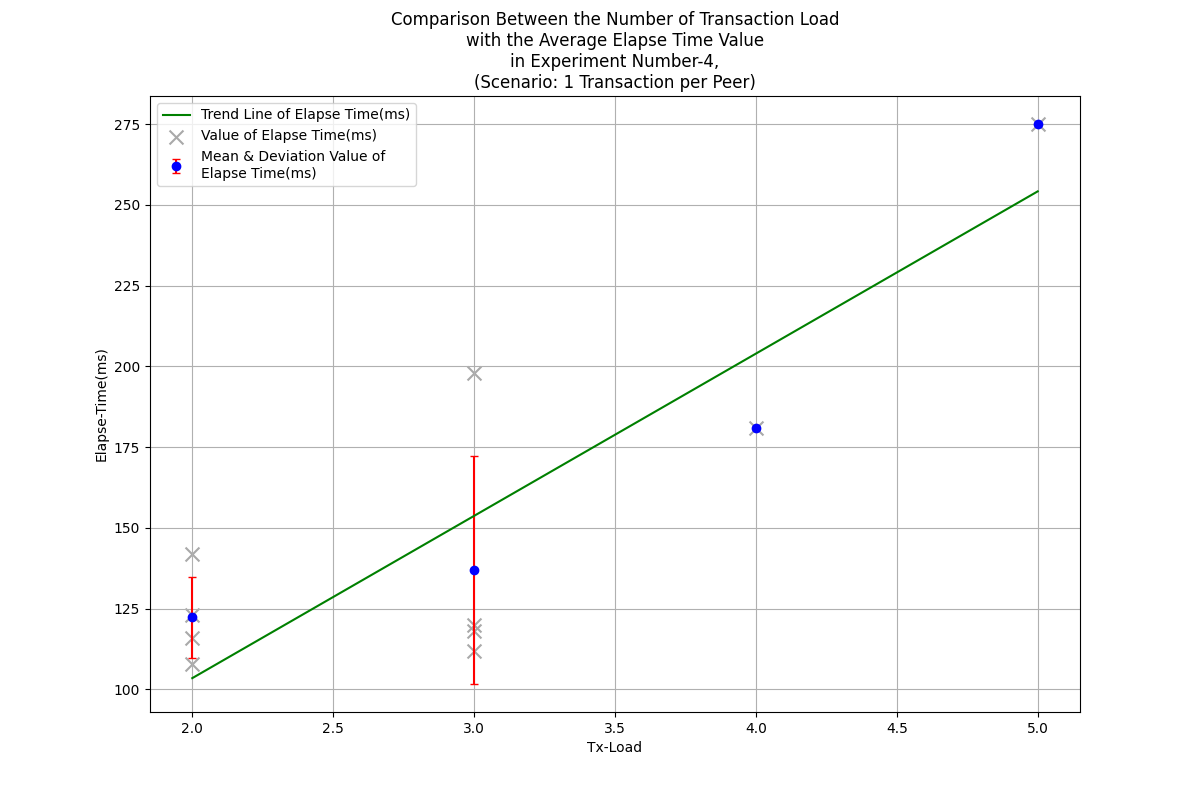 Comparison Between the Number of Transaction Load
with the Average Elapse Time Value
in Experiment Number-4,
(Scenario: 1 Transaction per Peer)
Trend Line of Elapse Time(ms)
Value of Elapse Time(ms)
Mean & Deviation Value of
Elapse Time(ms)
275
250
225
200
175
150
125
100
Elapse-Time(ms)
2.0 2.5 3.0 3.5 4.0 4.5 5.0
Tx-Load